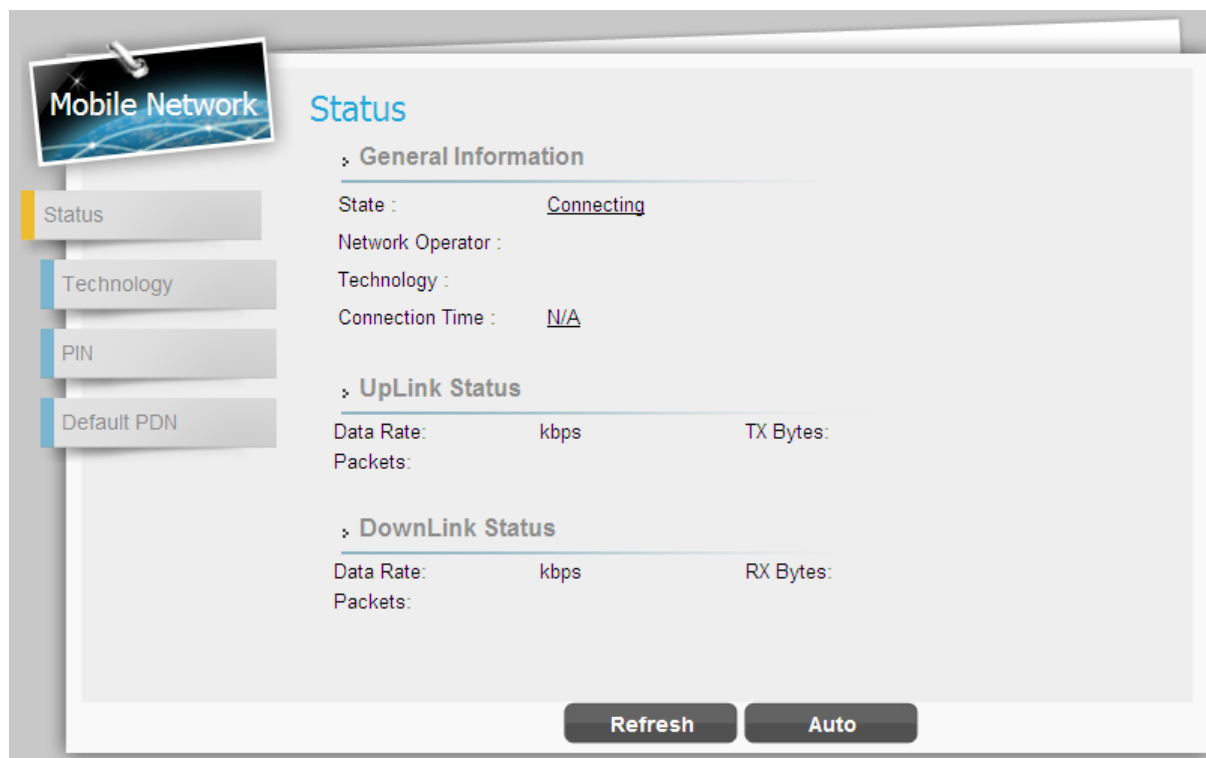 Mobile Network
Status
Technology
PIN
Default PDN
Status
General Information
State : Connecting
Network Operator :
Technology :
Connection Time : N/A
UpLink Status
Data Rate: kbps TX Bytes:
Packets:
DownLink Status
Data Rate: kbps RX Bytes:
Packets:
Refresh Auto